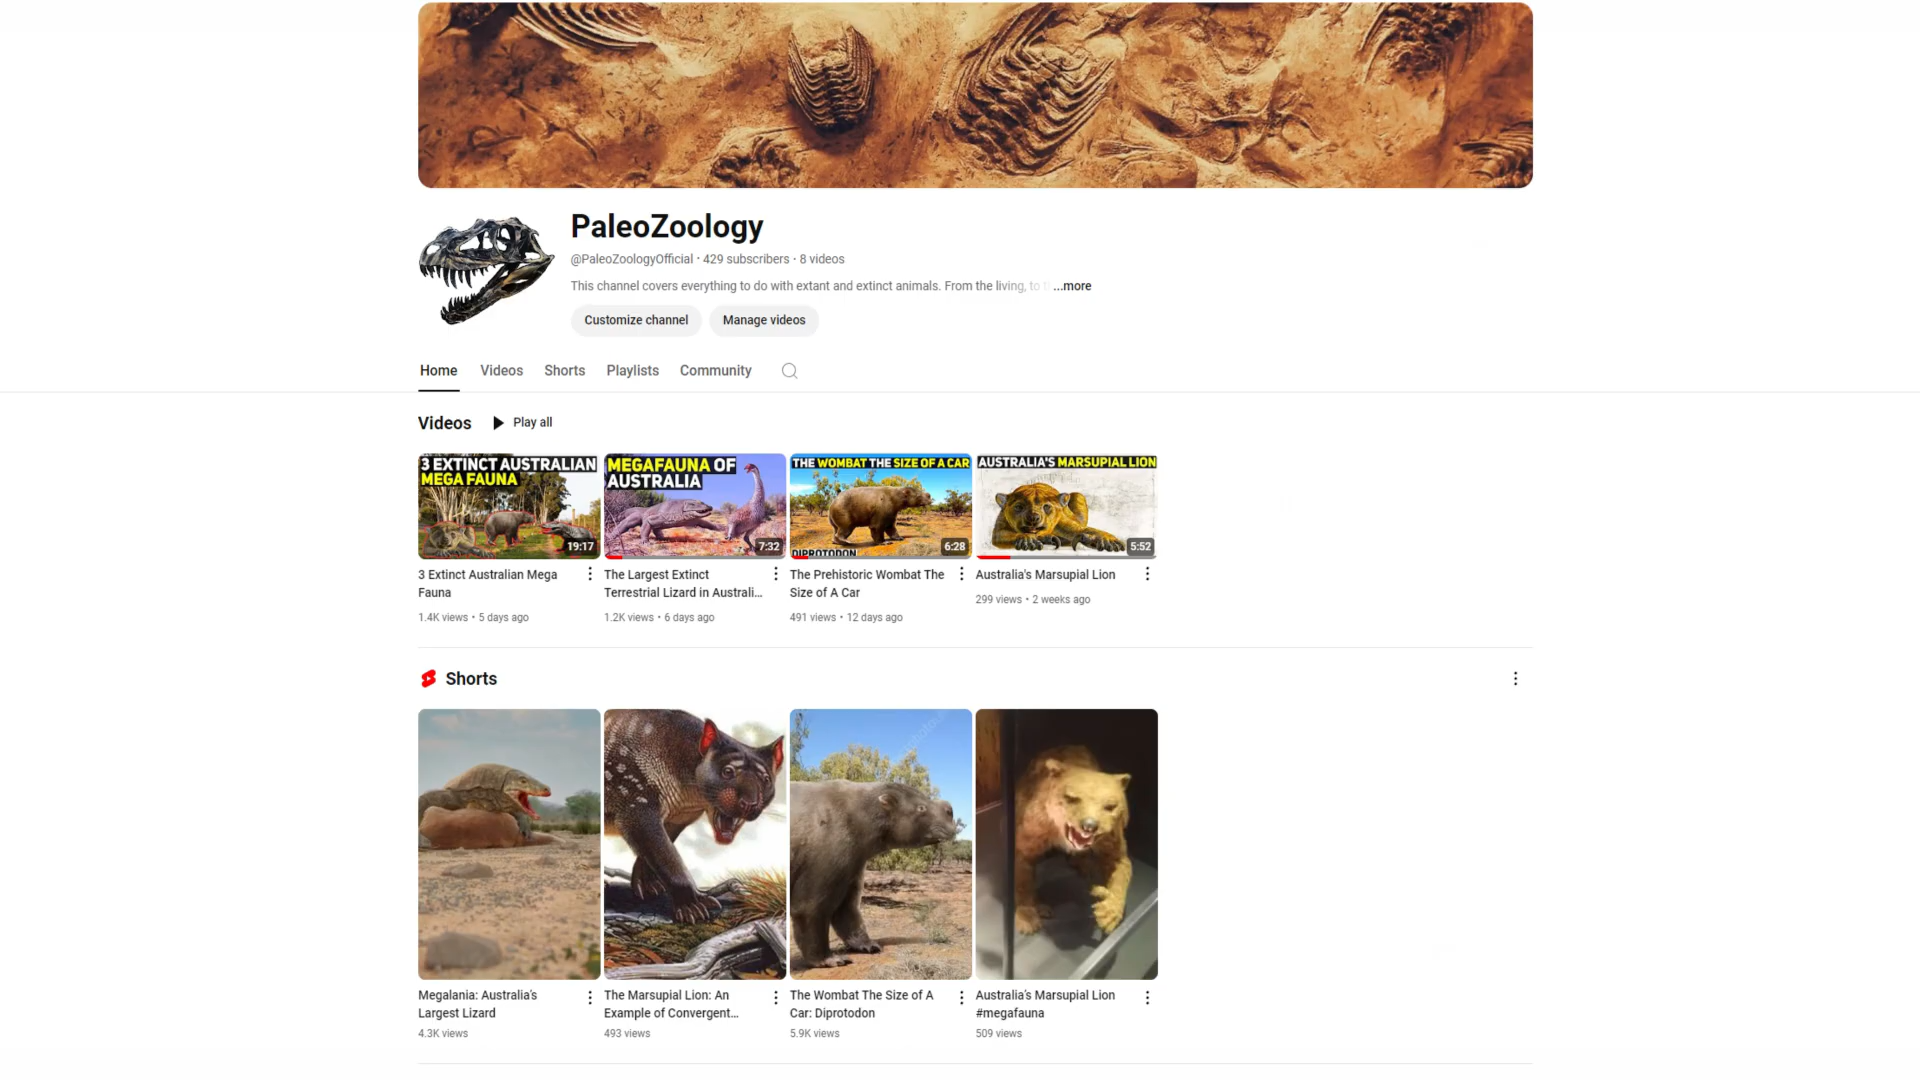 PaleoZoology
@PaleoZoologyOfficial · 429 subscribers · 8 videos
This channel covers everything to do with extant and extinct animals. From the living, to ...more
Customize channel Manage videos
Home Videos Shorts Playlists Community
Videos Play all
3 EXTINCT AUSTRALIAN
MEGA FAUNA
19:17
MEGAFAUNA OF
AUSTRALIA
7:32
THE WOMBAT THE SIZE OF A CAR
DIPROTODON
6:28
AUSTRALIA'S MARSUPIAL LION
5:52
3 Extinct Australian Mega
Fauna
1.4K views • 5 days ago
The Largest Extinct
Terrestrial Lizard in Australi...
1.2K views • 6 days ago
The Prehistoric Wombat The
Size of A Car
491 views • 12 days ago
Australia's Marsupial Lion
299 views • 2 weeks ago
Shorts
Megalania: Australia's
Largest Lizard
4.3K views
The Marsupial Lion: An
Example of Convergent...
493 views
The Wombat The Size of A
Car: Diprotodon
5.9K views
Australia's Marsupial Lion
#megafauna
509 views